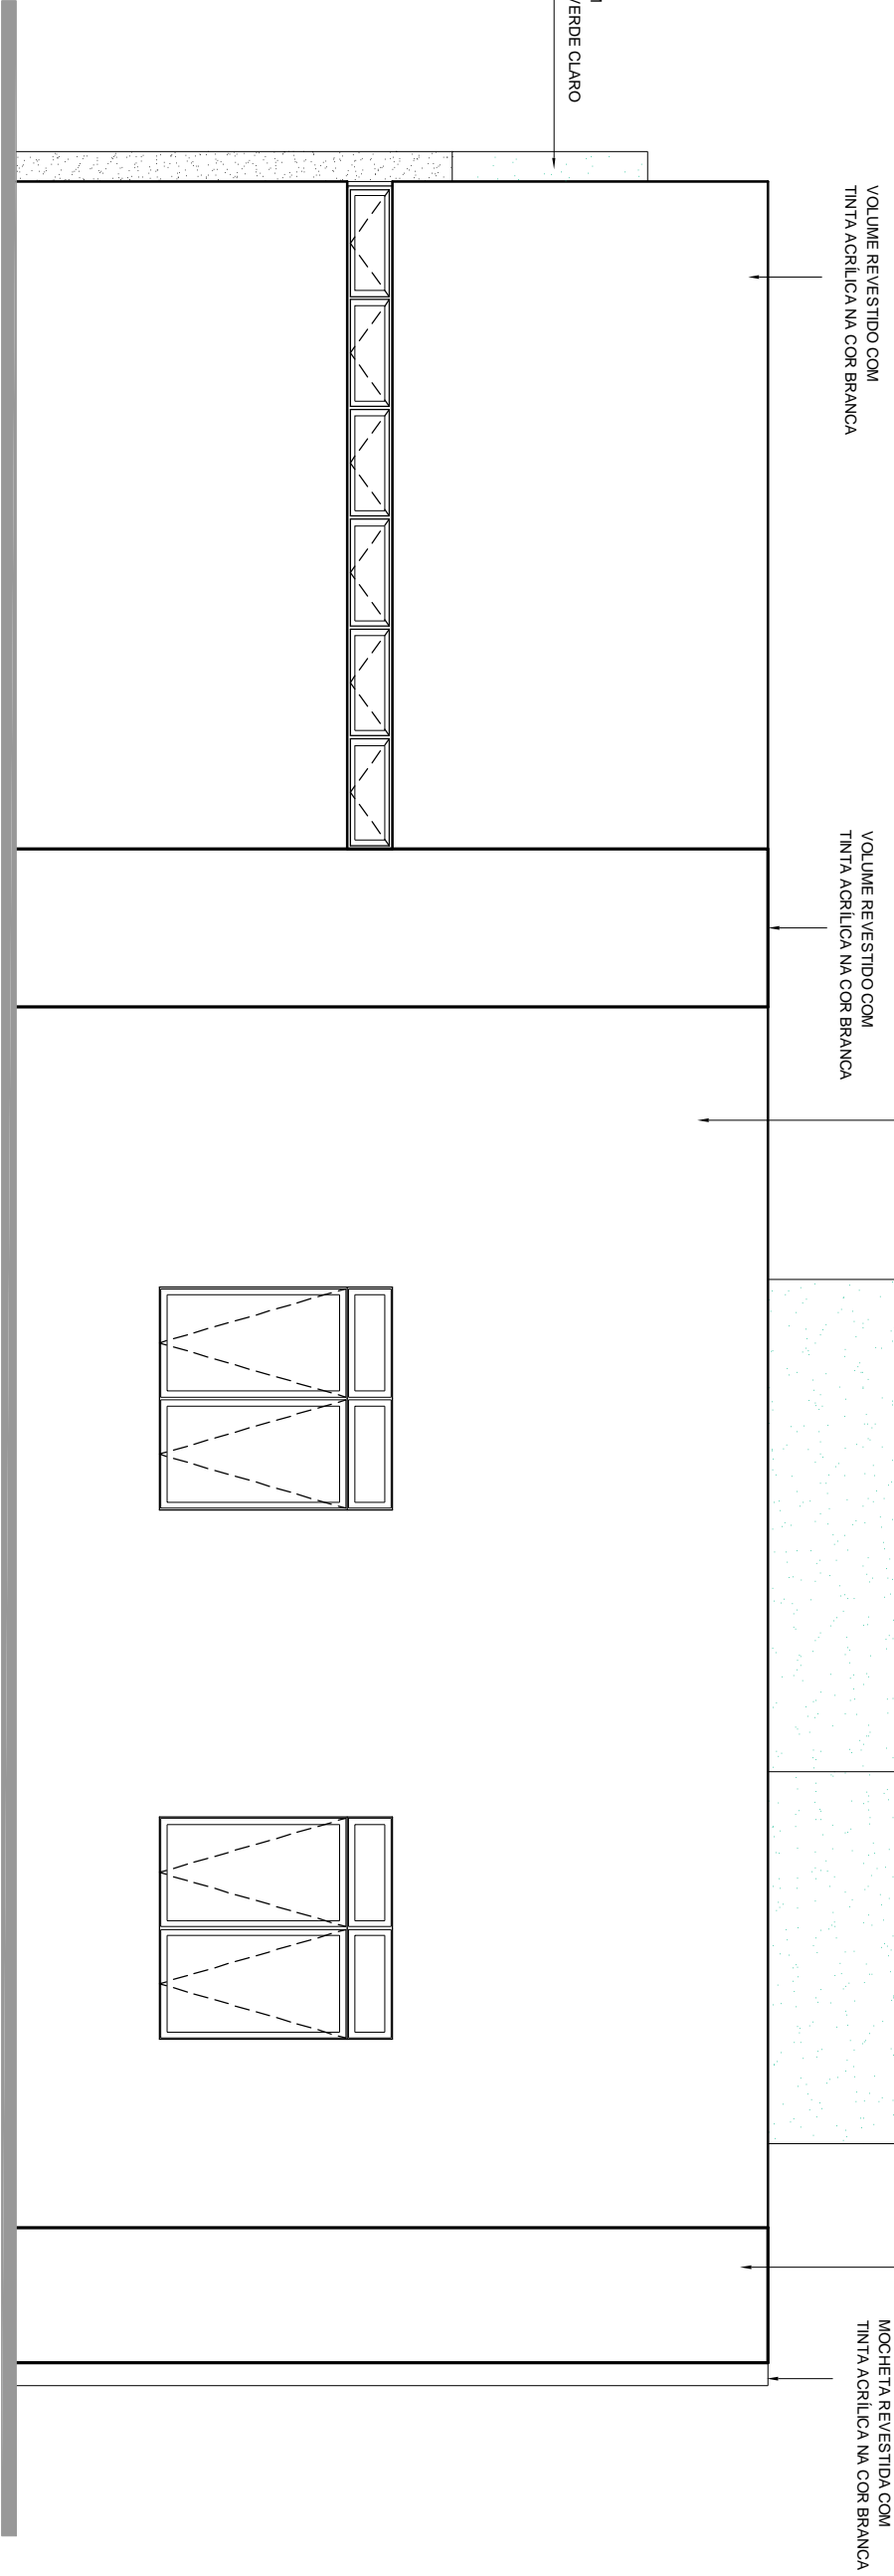 VERDE CLARO
VOLUME REVESTIDO COM
TINTA ACRÍLICA NA COR BRANCA
VOLUME REVESTIDO COM
TINTA ACRÍLICA NA COR BRANCA
MOCHETA REVESTIDA COM
TINTA ACRÍLICA NA COR BRANCA